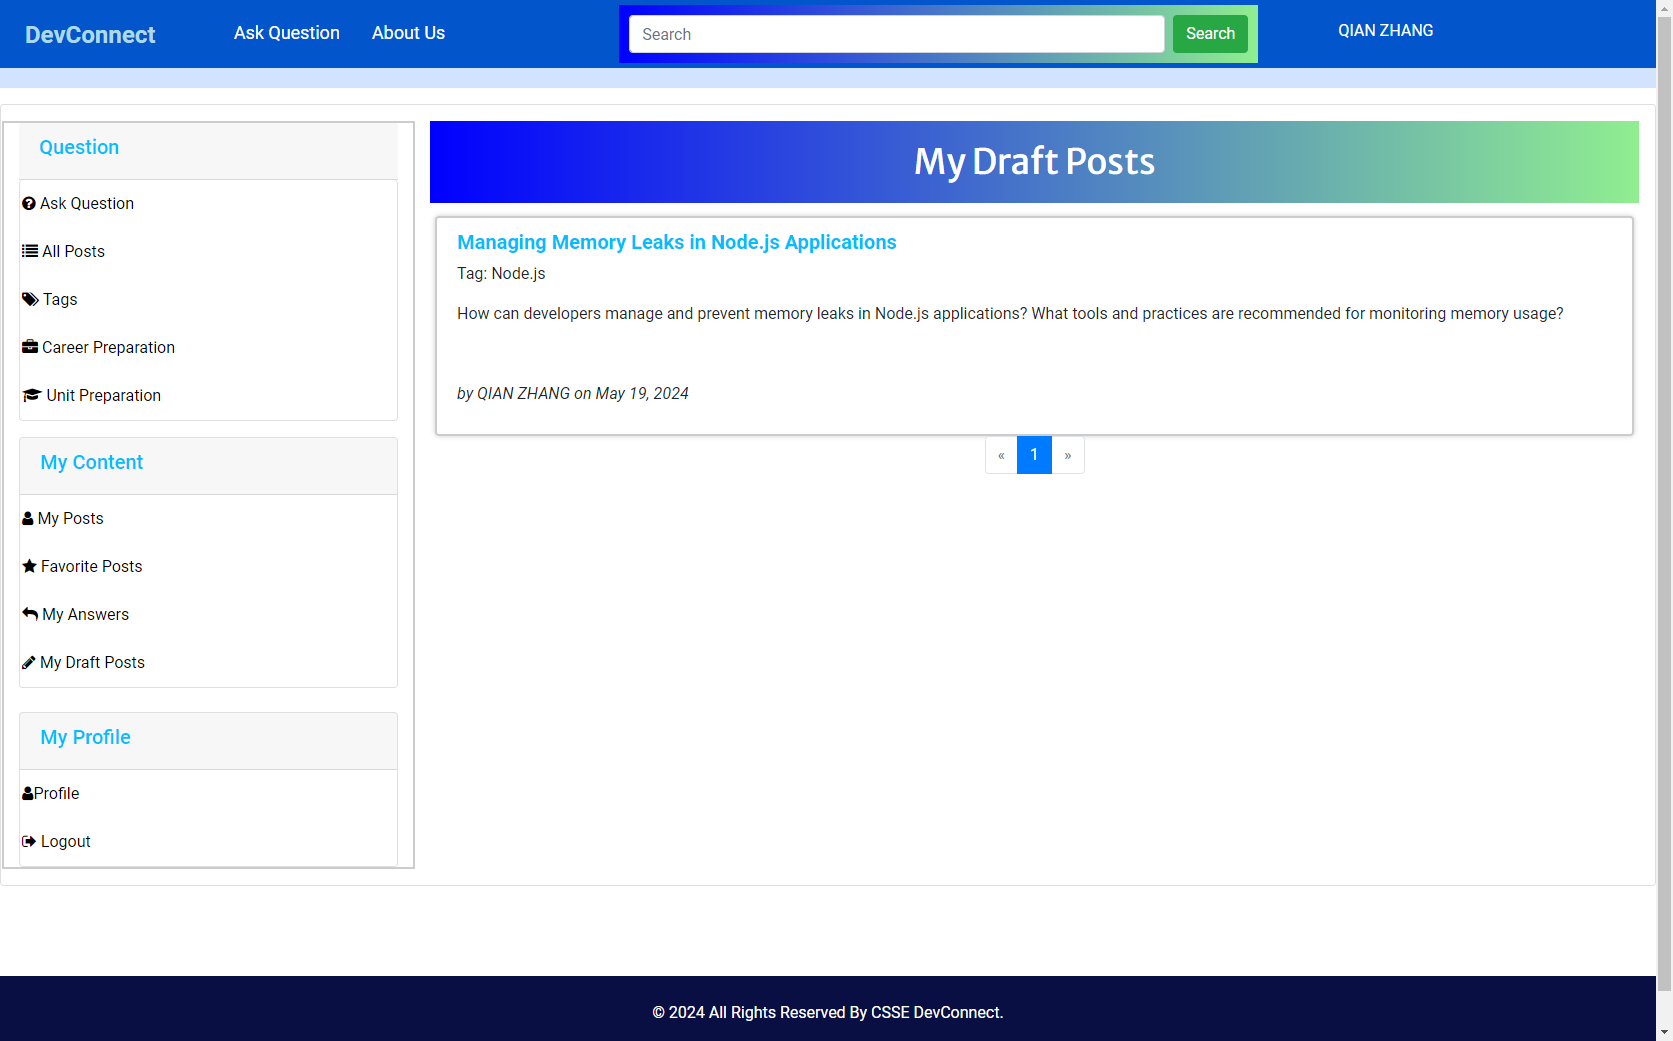 DevConnect
Ask Question
About Us
Search
Search
QIAN ZHANG
Question
Ask Question
All Posts
Tags
Career Preparation
Unit Preparation
My Content
My Posts
Favorite Posts
My Answers
My Draft Posts
My Profile
Profile
Logout
My Draft Posts
Managing Memory Leaks in Node.js Applications
Tag: Node.js
How can developers manage and prevent memory leaks in Node.js applications? What tools and practices are recommended for monitoring memory usage?
by QIAN ZHANG on May 19, 2024
« 1 »
© 2024 All Rights Reserved By CSSE DevConnect.